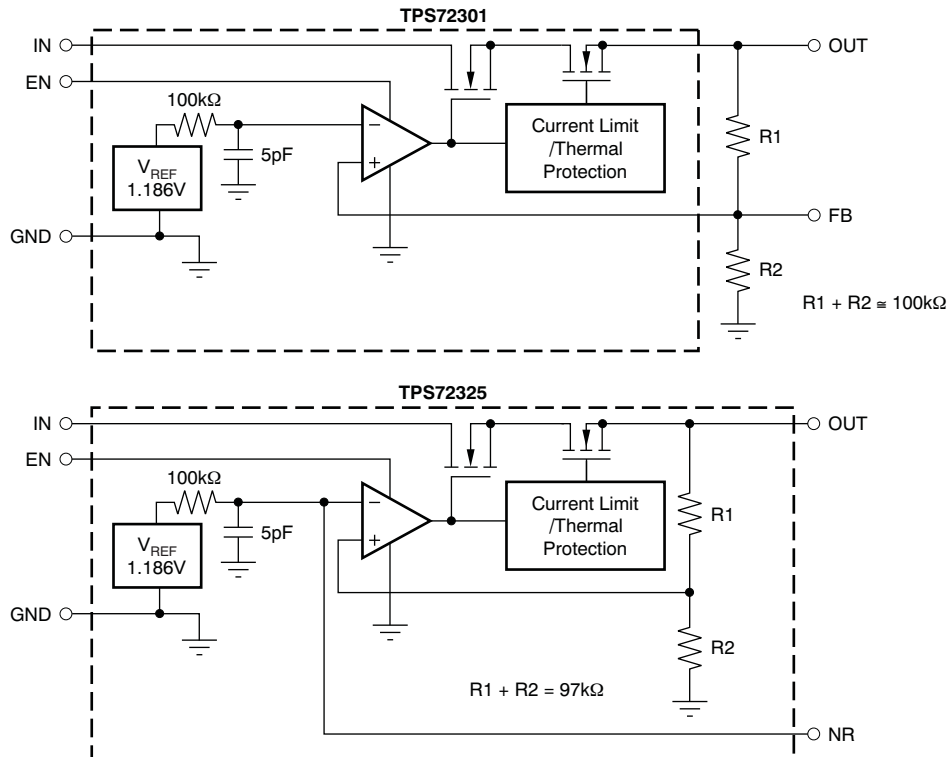 TPS72301
IN
OUT
EN
100kΩ
−
+
5pF
V_REF
1.186V
Current Limit
/Thermal
Protection
R1
FB
GND
R2
R1 + R2 ≅ 100kΩ
TPS72325
IN
OUT
EN
100kΩ
−
+
5pF
V_REF
1.186V
Current Limit
/Thermal
Protection
R1
GND
R2
R1 + R2 = 97kΩ
NR